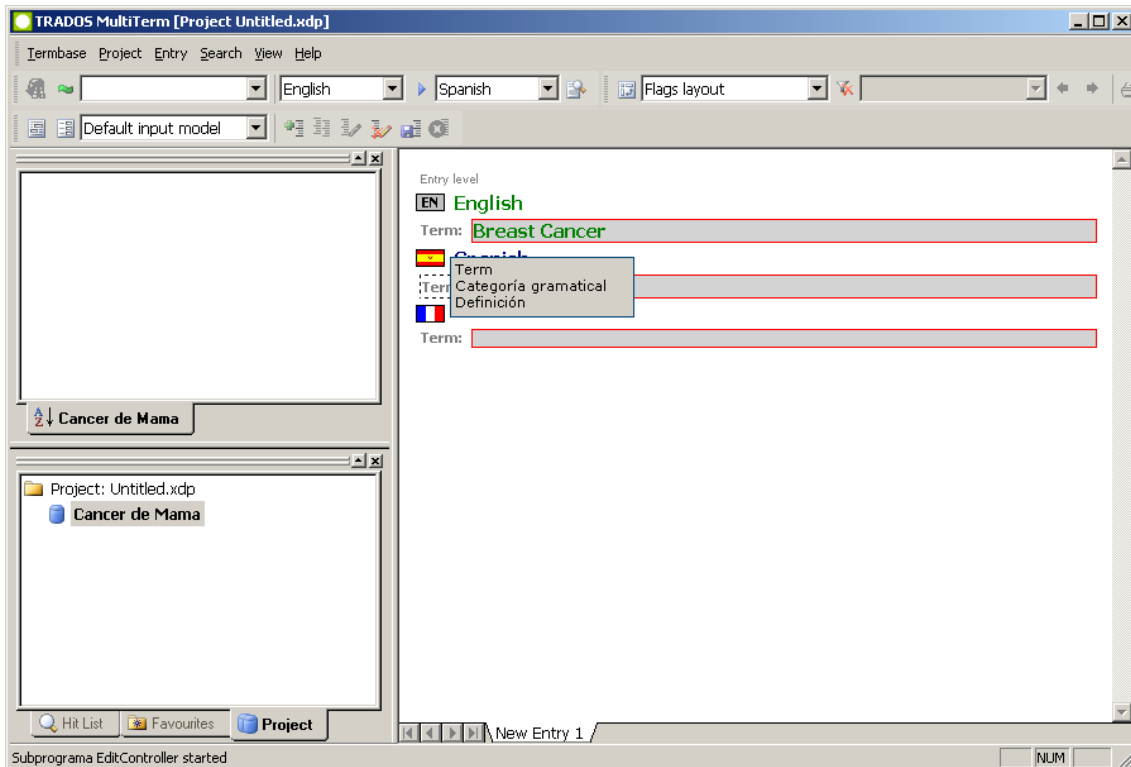 TRADOS MultiTerm [Project Untitled.xdp]
Termbase Project Entry Search View Help
English Spanish Flags layout
Default input model
Entry level
EN English
Term: Breast Cancer
Spanish
Term
Categoría gramatical
Definición
Term:
A Z Cancer de Mama
Project: Untitled.xdp
Cancer de Mama
Hit List Favourites Project
New Entry 1
Subprograma EditController started NUM